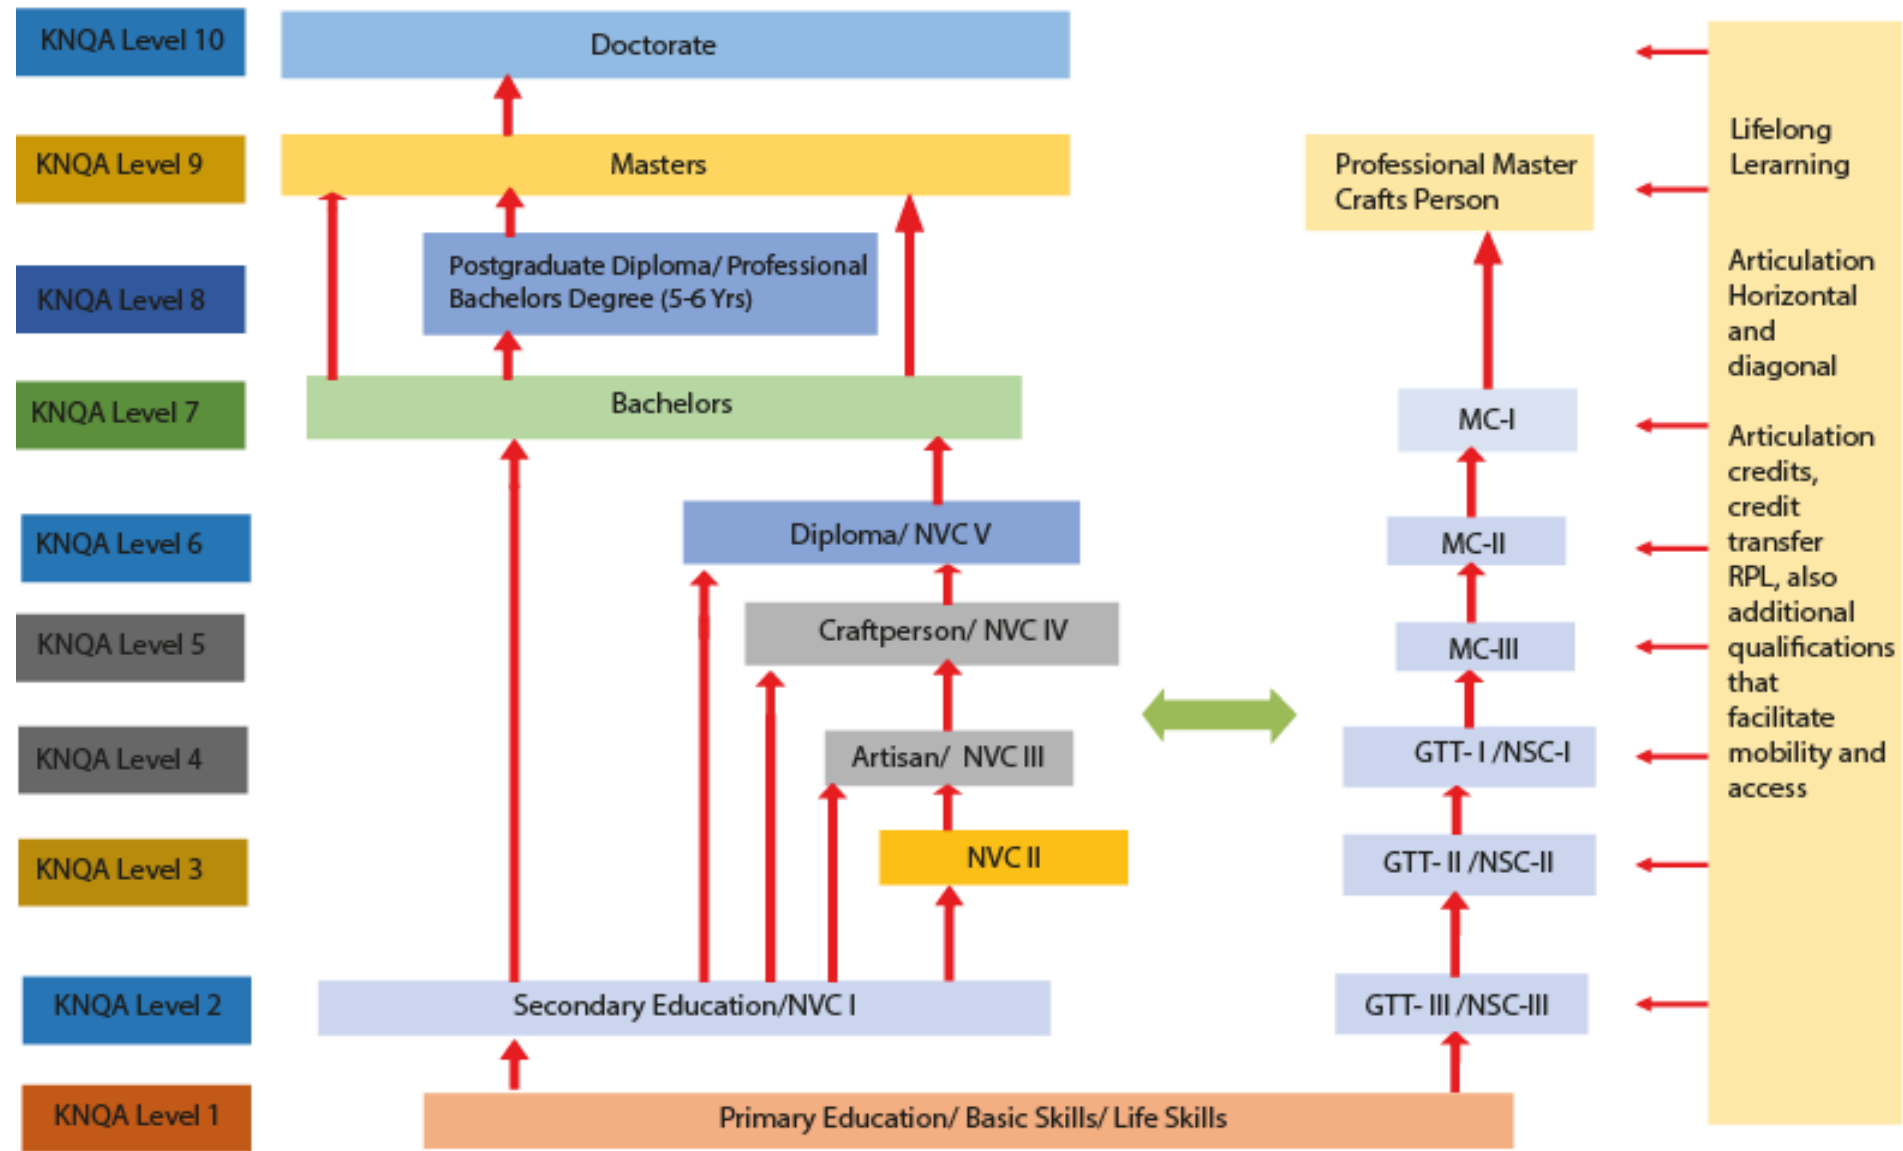 KNQA Level 10
Doctorate
KNQA Level 9
Masters
Professional Master
Crafts Person
KNQA Level 8
Postgraduate Diploma/ Professional
Bachelors Degree (5-6 Yrs)
KNQA Level 7
Bachelors
MC-I
KNQA Level 6
Diploma/ NVC V
MC-II
KNQA Level 5
Craftperson/ NVC IV
MC-III
KNQA Level 4
Artisan/ NVC III
GTT- I /NSC-I
KNQA Level 3
NVC II
GTT- II /NSC-II
KNQA Level 2
Secondary Education/NVC I
GTT- III /NSC-III
KNQA Level 1
Primary Education/ Basic Skills/ Life Skills
Lifelong
Lerarning
Articulation
Horizontal
and
diagonal
Articulation
credits,
credit
transfer
RPL, also
additional
qualifications
that
facilitate
mobility and
access